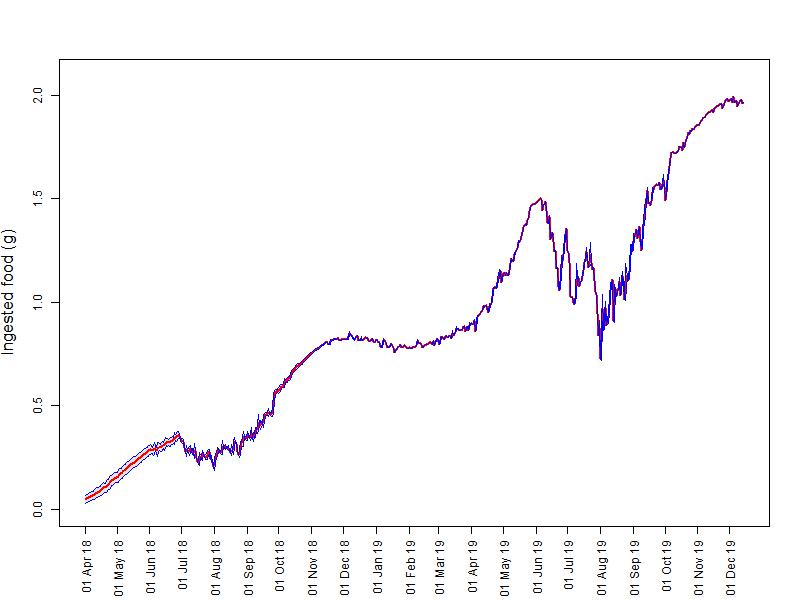 Ingested food (g)
2.0
1.5
1.0
0.5
0.0
01 Apr 18
01 May 18
01 Jun 18
01 Jul 18
01 Aug 18
01 Sep 18
01 Oct 18
01 Nov 18
01 Dec 18
01 Jan 19
01 Feb 19
01 Mar 19
01 Apr 19
01 May 19
01 Jun 19
01 Jul 19
01 Aug 19
01 Sep 19
01 Oct 19
01 Nov 19
01 Dec 19